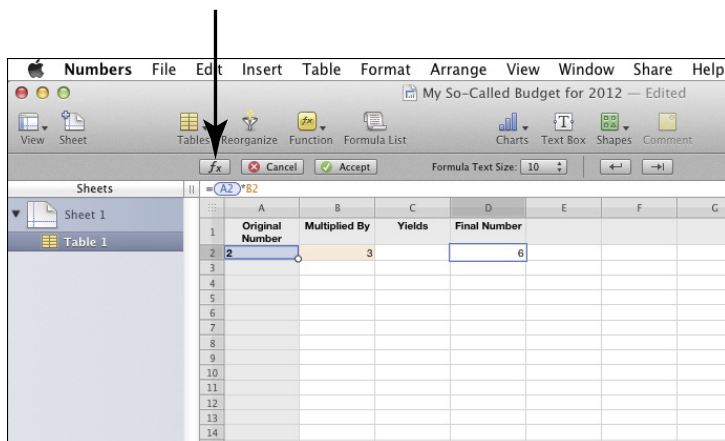 Numbers File Edit Insert Table Format Arrange View Window Share Help
My So-Called Budget for 2012 — Edited
View Sheet Tables Reorganize Function Formula List Charts Text Box Shapes Comment
fx Cancel Accept Formula Text Size: 10
Sheets =A2*B2
Sheet 1
Table 1
A B C D E F G
1 Original Number Multiplied By Yields Final Number
2 2 3 6
3
4
5
6
7
8
9
10
11
12
13
14